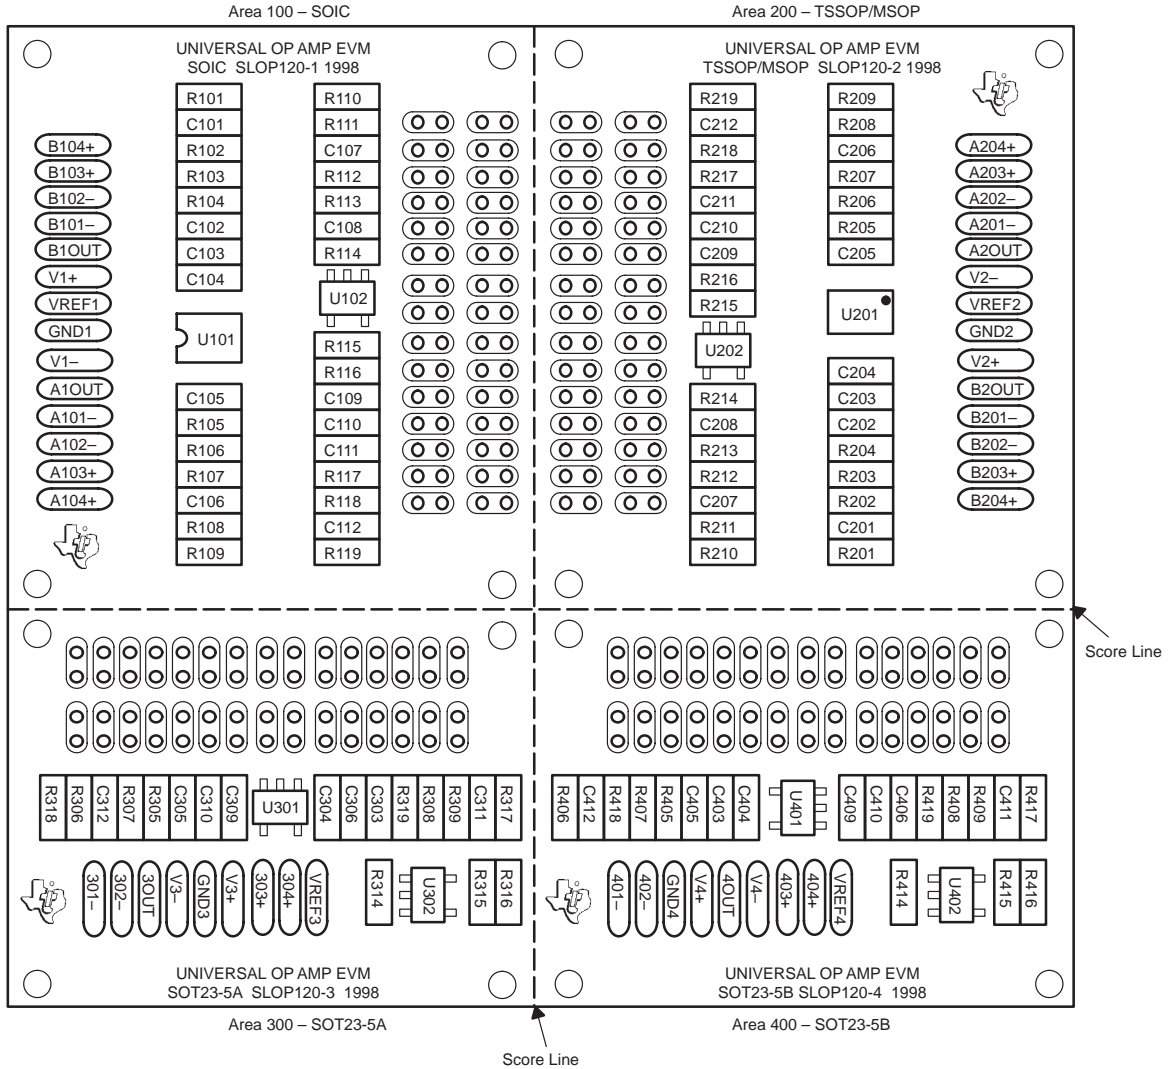 Area 100 – SOIC
UNIVERSAL OP AMP EVM
SOIC SLOP120-1 1998
B104+
B103+
B102–
B101–
B1OUT
V1+
VREF1
GND1
V1–
A1OUT
A101–
A102–
A103+
A104+
R101
C101
R102
R103
R104
C102
C103
C104
U101
C105
R105
R106
R107
C106
R108
R109
R110
R111
C107
R112
R113
C108
R114
U102
R115
R116
C109
C110
C111
R117
R118
C112
R119
Area 200 – TSSOP/MSOP
UNIVERSAL OP AMP EVM
TSSOP/MSOP SLOP120-2 1998
R219
C212
R218
R217
C211
C210
C209
R216
R215
U202
R214
C208
R213
R212
C207
R211
R210
R209
R208
C206
R207
R206
R205
C205
U201
C204
C203
C202
R204
R203
R202
C201
R201
A204+
A203+
A202–
A201–
A2OUT
V2–
VREF2
GND2
V2+
B2OUT
B201–
B202–
B203+
B204+
Score Line
R318
R306
C312
R307
R305
C305
C310
C309
U301
C304
C306
C303
R319
R308
R309
C311
R317
301–
302–
3OUT
V3–
GND3
V3+
303+
304+
VREF3
R314
U302
R315
R316
UNIVERSAL OP AMP EVM
SOT23-5A SLOP120-3 1998
Area 300 – SOT23-5A
R406
C412
R418
R407
R405
C405
C403
C404
U401
C409
C410
C406
R419
R408
R409
C411
R417
401–
402–
GND4
V4+
4OUT
V4–
403+
404+
VREF4
R414
U402
R415
R416
UNIVERSAL OP AMP EVM
SOT23-5B SLOP120-4 1998
Area 400 – SOT23-5B
Score Line